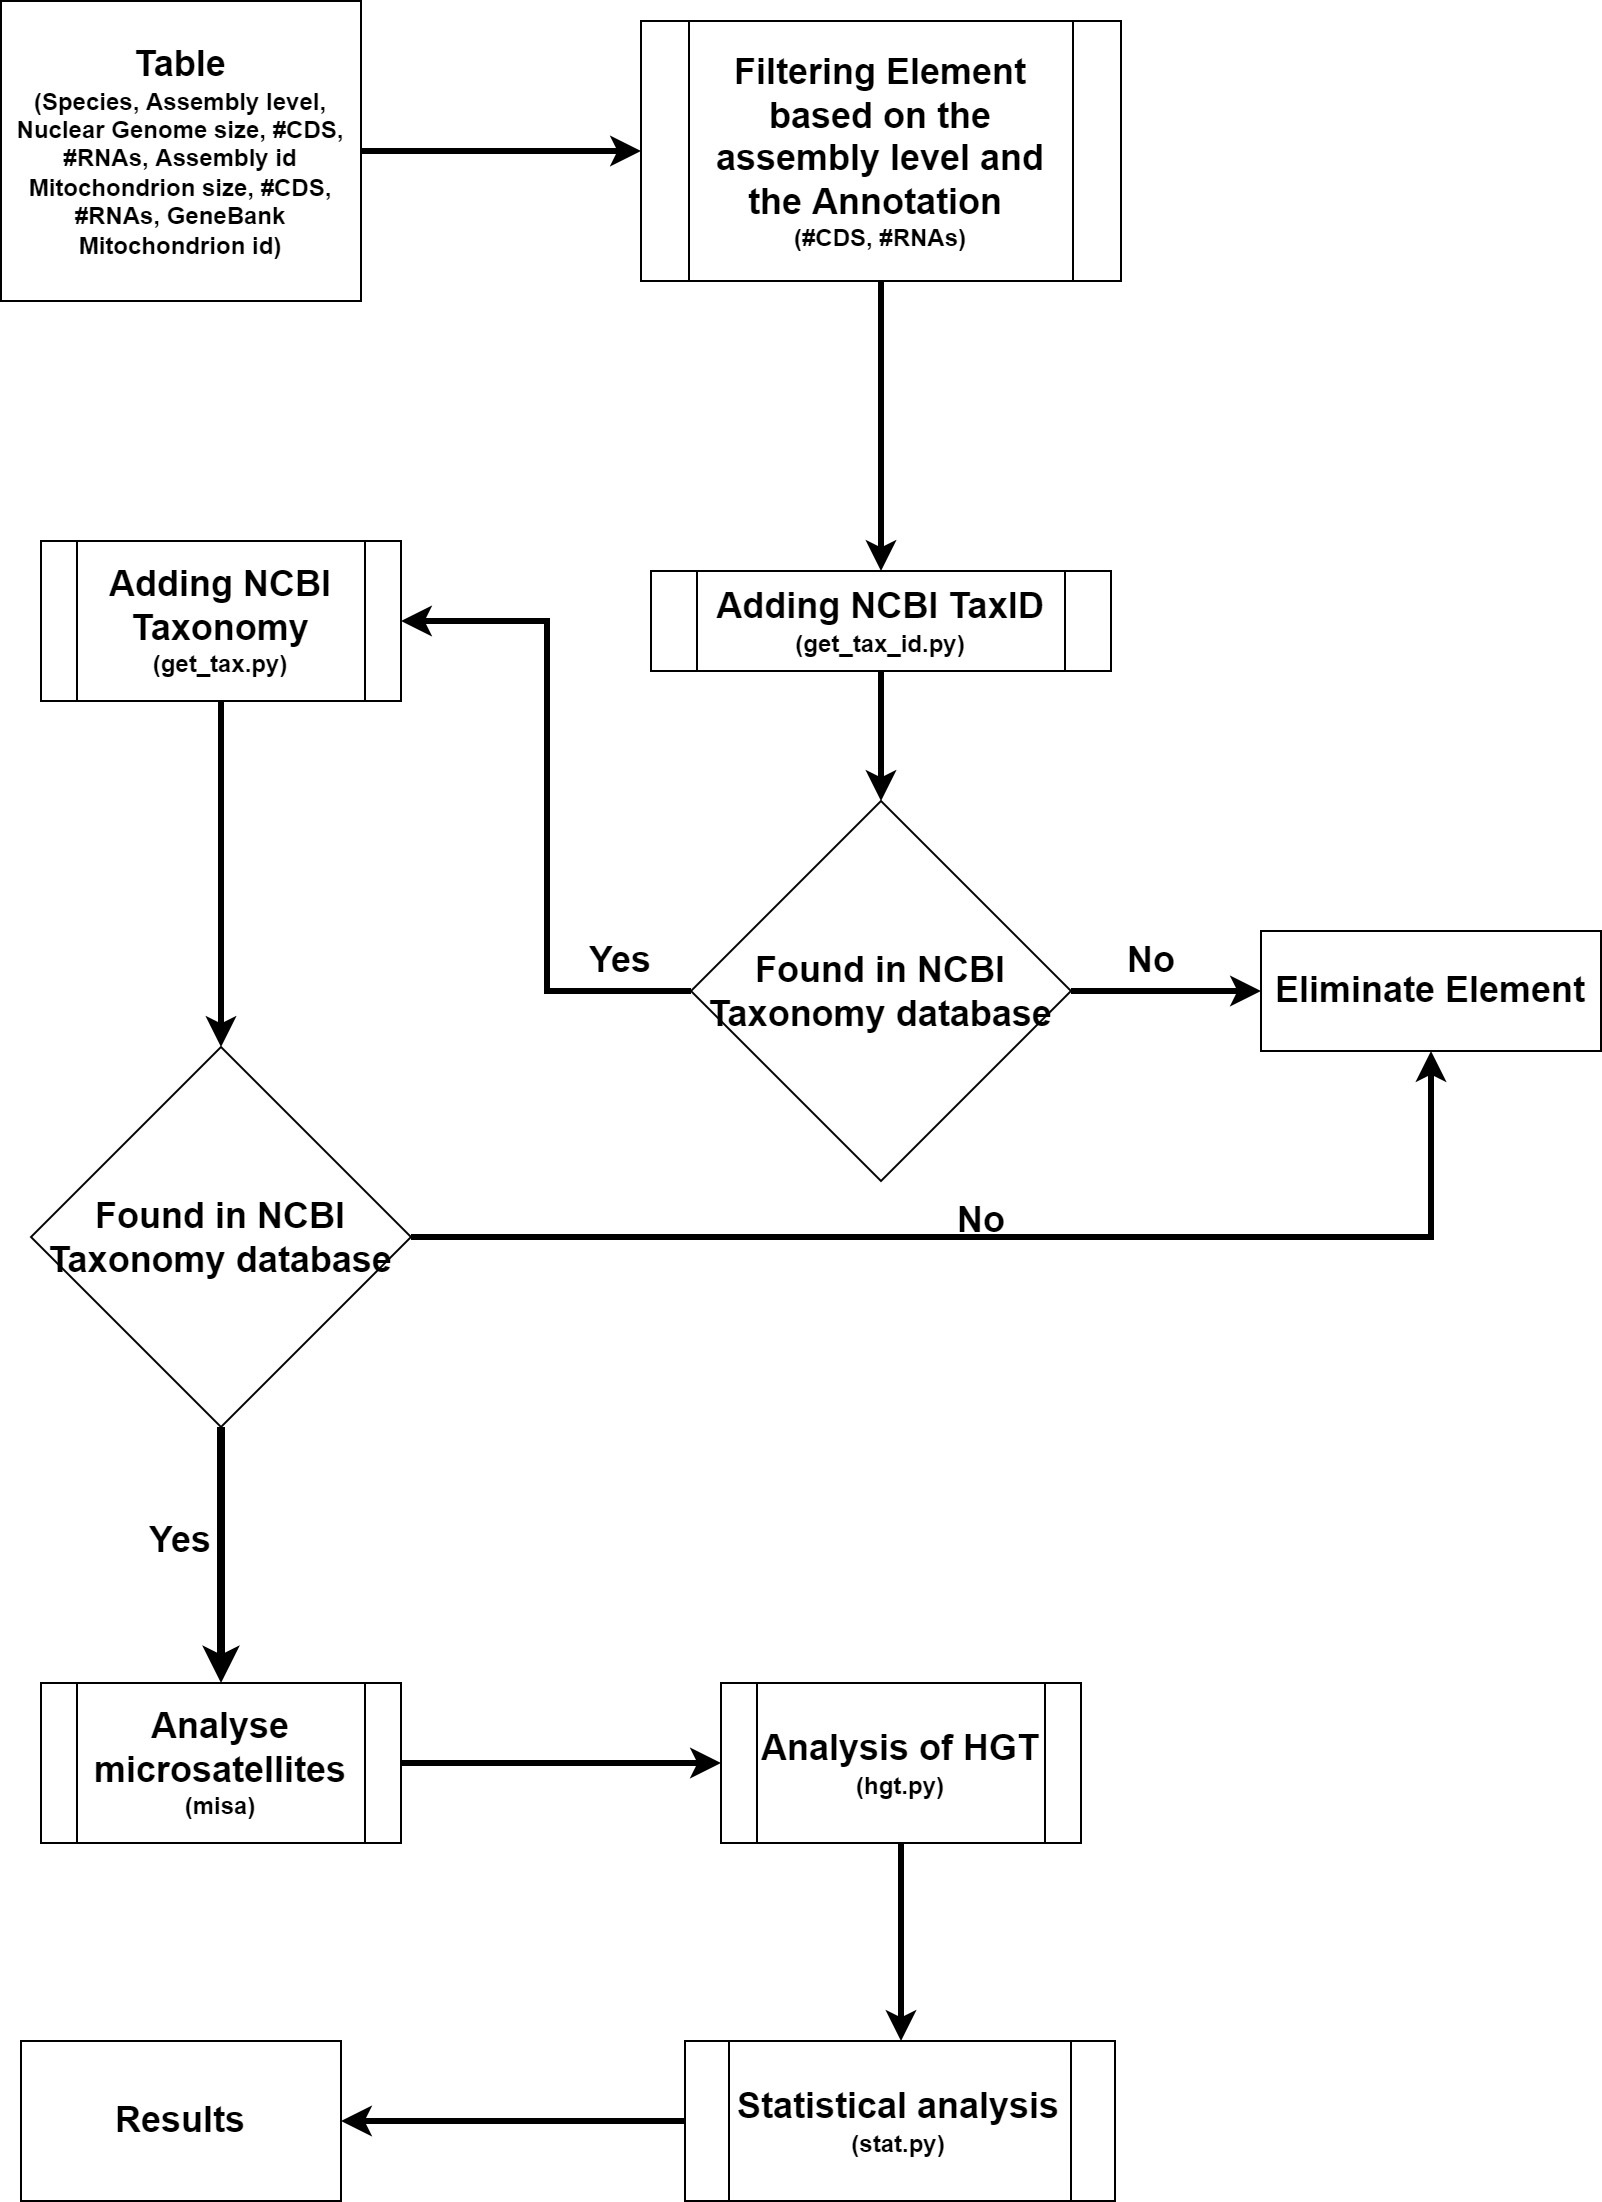 Table
(Species, Assembly level,
Nuclear Genome size, #CDS,
#RNAs, Assembly id
Mitochondrion size, #CDS,
#RNAs, GeneBank
Mitochondrion id)
Filtering Element
based on the
assembly level and
the Annotation
(#CDS, #RNAs)
Adding NCBI
Taxonomy
(get_tax.py)
Adding NCBI TaxID
(get_tax_id.py)
Yes
Found in NCBI
Taxonomy database
No
Eliminate Element
Found in NCBI
Taxonomy database
No
Yes
Analyse
microsatellites
(misa)
Analysis of HGT
(hgt.py)
Results
Statistical analysis
(stat.py)